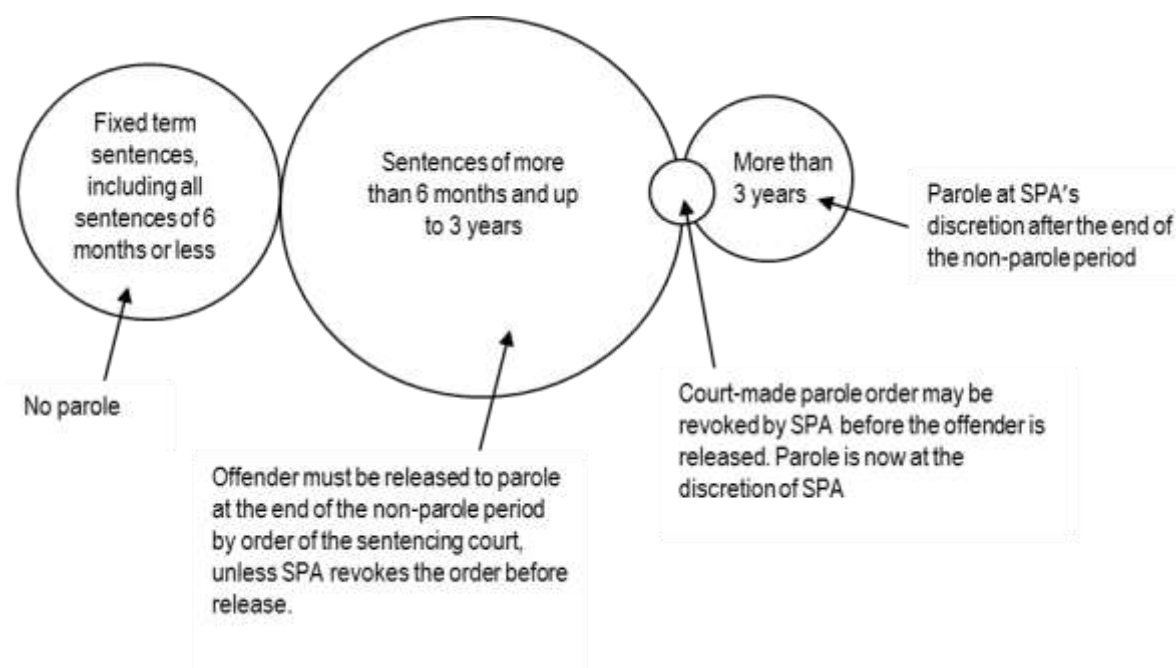 Fixed term
sentences,
including all
sentences of 6
months or less
Sentences of more
than 6 months and up
to 3 years
More than
3 years
Parole at SPA's
discretion after the end of
the non-parole period
No parole
Offender must be released to parole
at the end of the non-parole period
by order of the sentencing court,
unless SPA revokes the order before
release.
Court-made parole order may be
revoked by SPA before the offender is
released. Parole is now at the
discretion of SPA